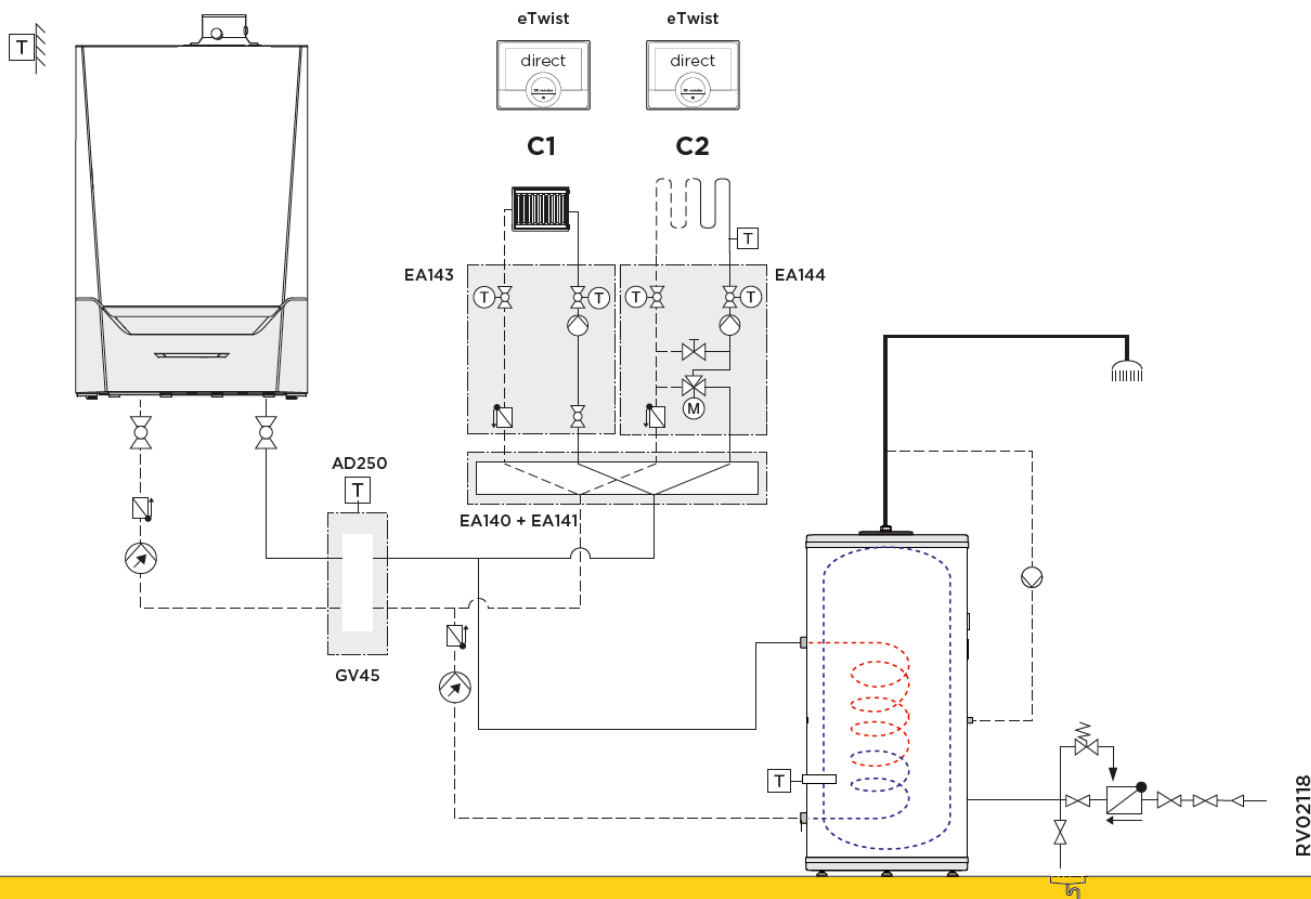 eTwist
eTwist
T
direct
direct
C1
C2
T
EA143
EA144
T
T
T
T
M
AD250
T
EA140 + EA141
GV45
T
RV02118